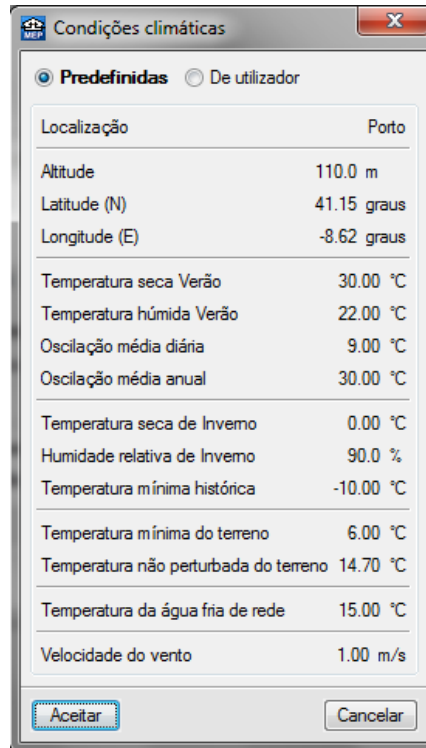 MEP Condições climáticas
Predefinidas De utilizador
Localização Porto
Altitude 110.0 m
Latitude (N) 41.15 graus
Longitude (E) -8.62 graus
Temperatura seca Verão 30.00 °C
Temperatura húmida Verão 22.00 °C
Oscilação média diária 9.00 °C
Oscilação média anual 30.00 °C
Temperatura seca de Inverno 0.00 °C
Humidade relativa de Inverno 90.0 %
Temperatura mínima histórica -10.00 °C
Temperatura mínima do terreno 6.00 °C
Temperatura não perturbada do terreno 14.70 °C
Temperatura da água fria de rede 15.00 °C
Velocidade do vento 1.00 m/s
Aceitar Cancelar